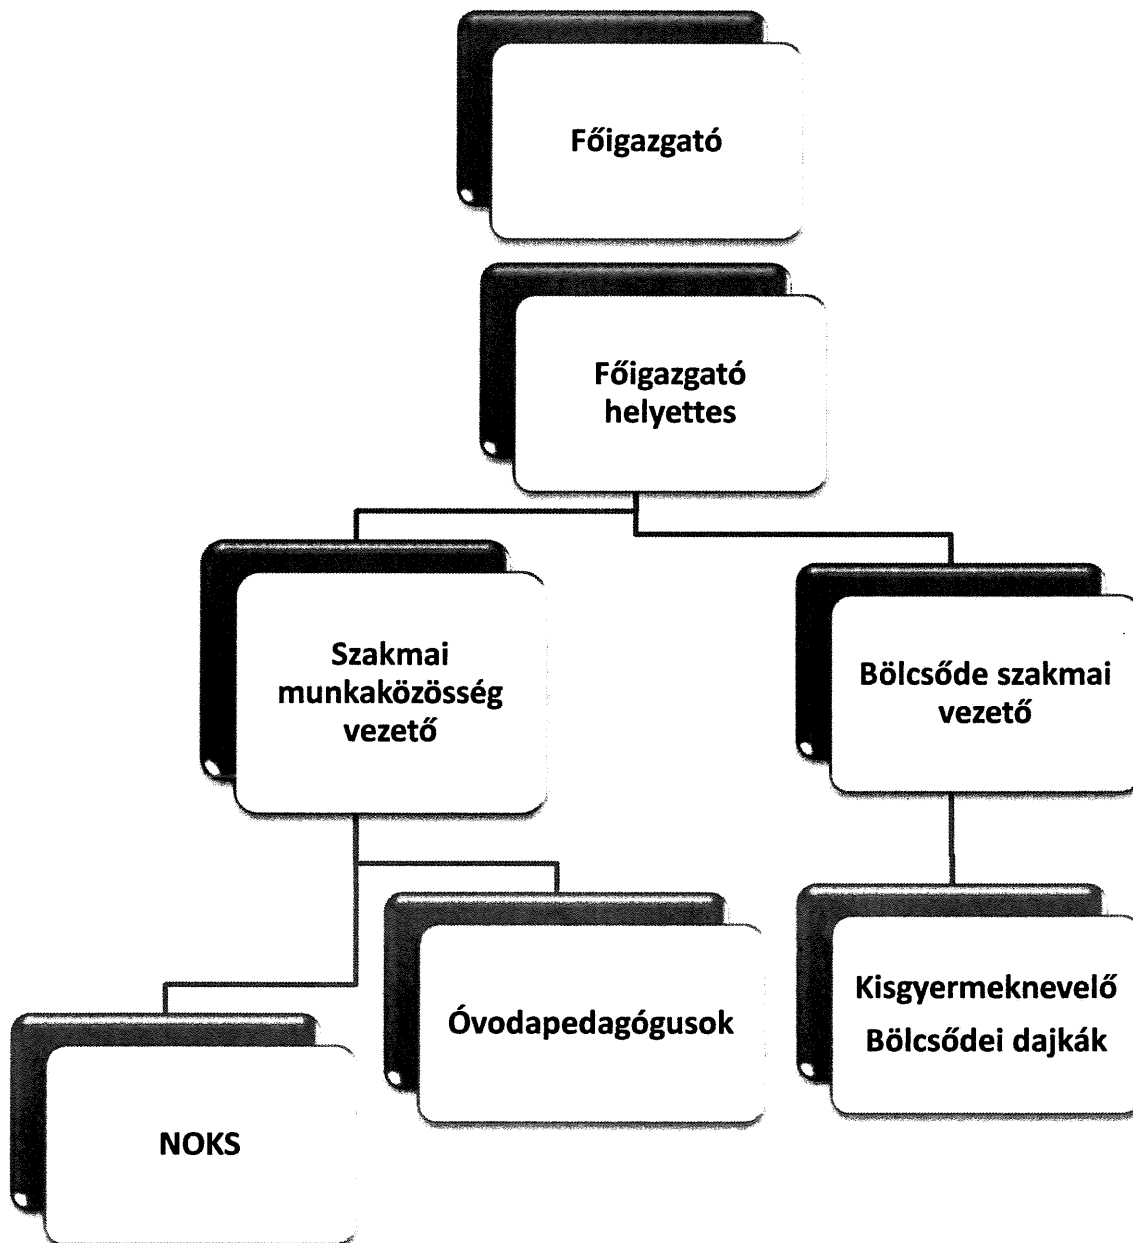 Főigazgató
Főigazgató
helyettes
Szakmai
munkaközösség
vezető
Bölcsőde szakmai
vezető
Óvodapedagógusok
Kisgyermeknevelő
Bölcsődei dajkák
NOKS